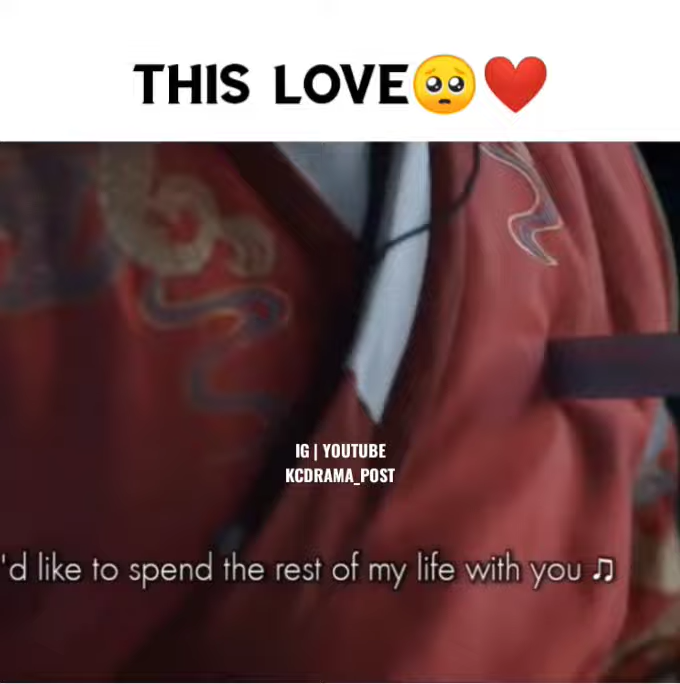 THIS LOVE🥺❤️
IG | YOUTUBE
KCDRAMA_POST
'd like to spend the rest of my life with you ♫